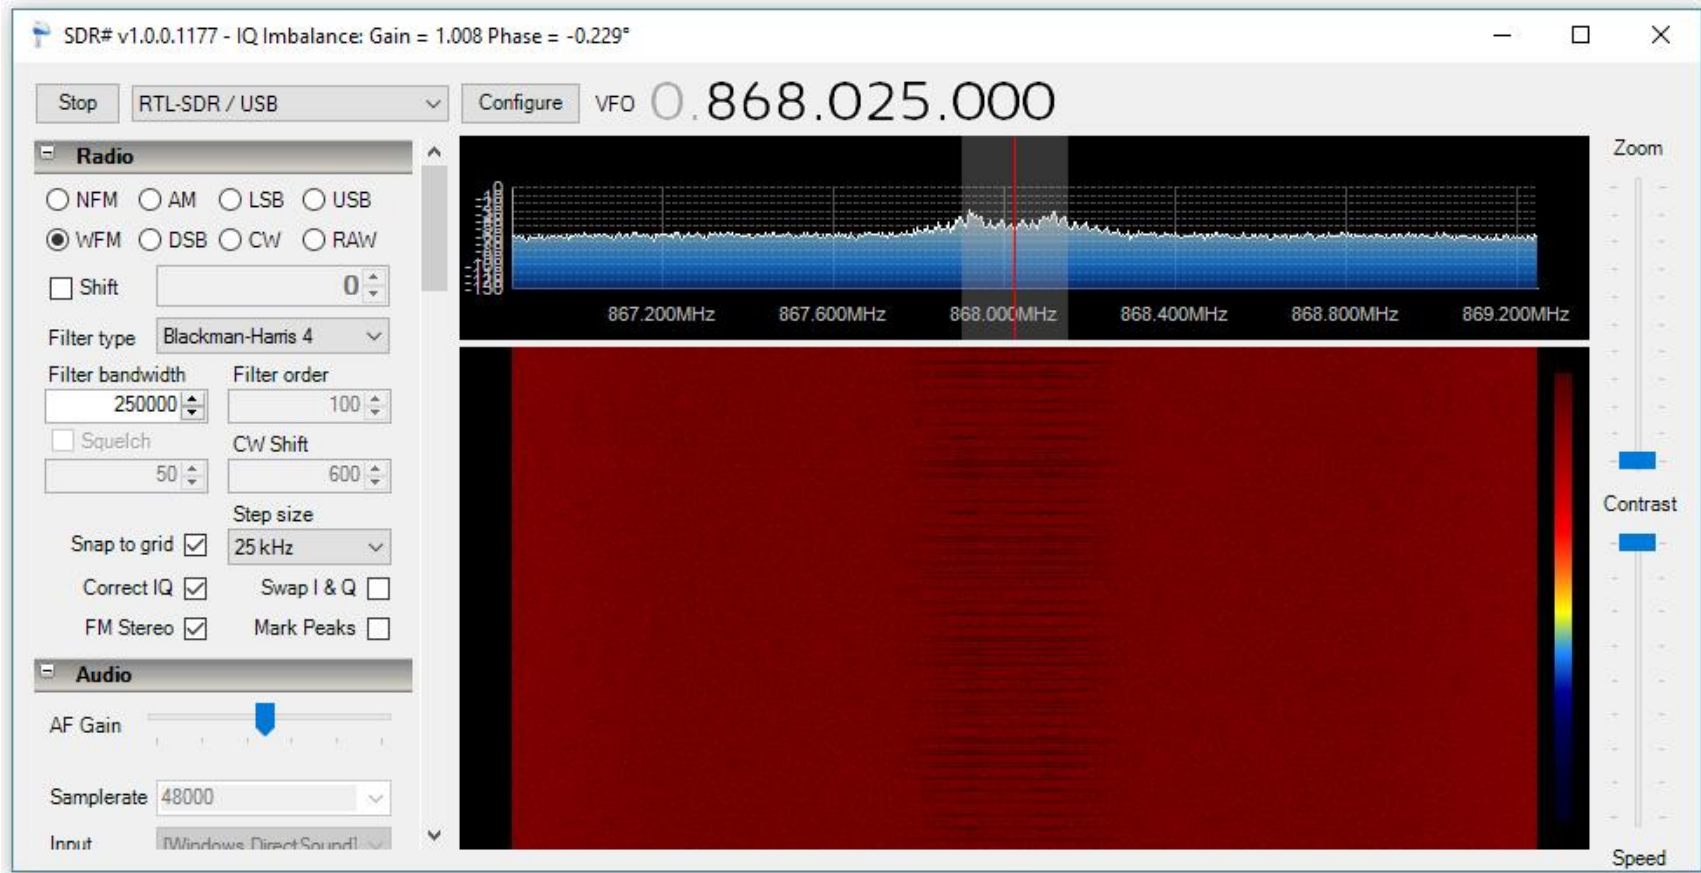 SDR# v1.0.0.1177 - IQ Imbalance: Gain = 1.008 Phase = -0.229°
Stop RTL-SDR / USB Configure VFO 0.868.025.000
Radio
NFM AM LSB USB
WFM DSB CW RAW
Shift 0
Filter type Blackman-Harris 4
Filter bandwidth Filter order
250000 100
Squelch CW Shift
50 600
Step size
Snap to grid 25 kHz
Correct IQ Swap I & Q
FM Stereo Mark Peaks
Audio
AF Gain
Samplerate 48000
Input [Windows DirectSound]
0
867.200MHz 867.600MHz 868.000MHz 868.400MHz 868.800MHz 869.200MHz
Zoom
Contrast
Speed